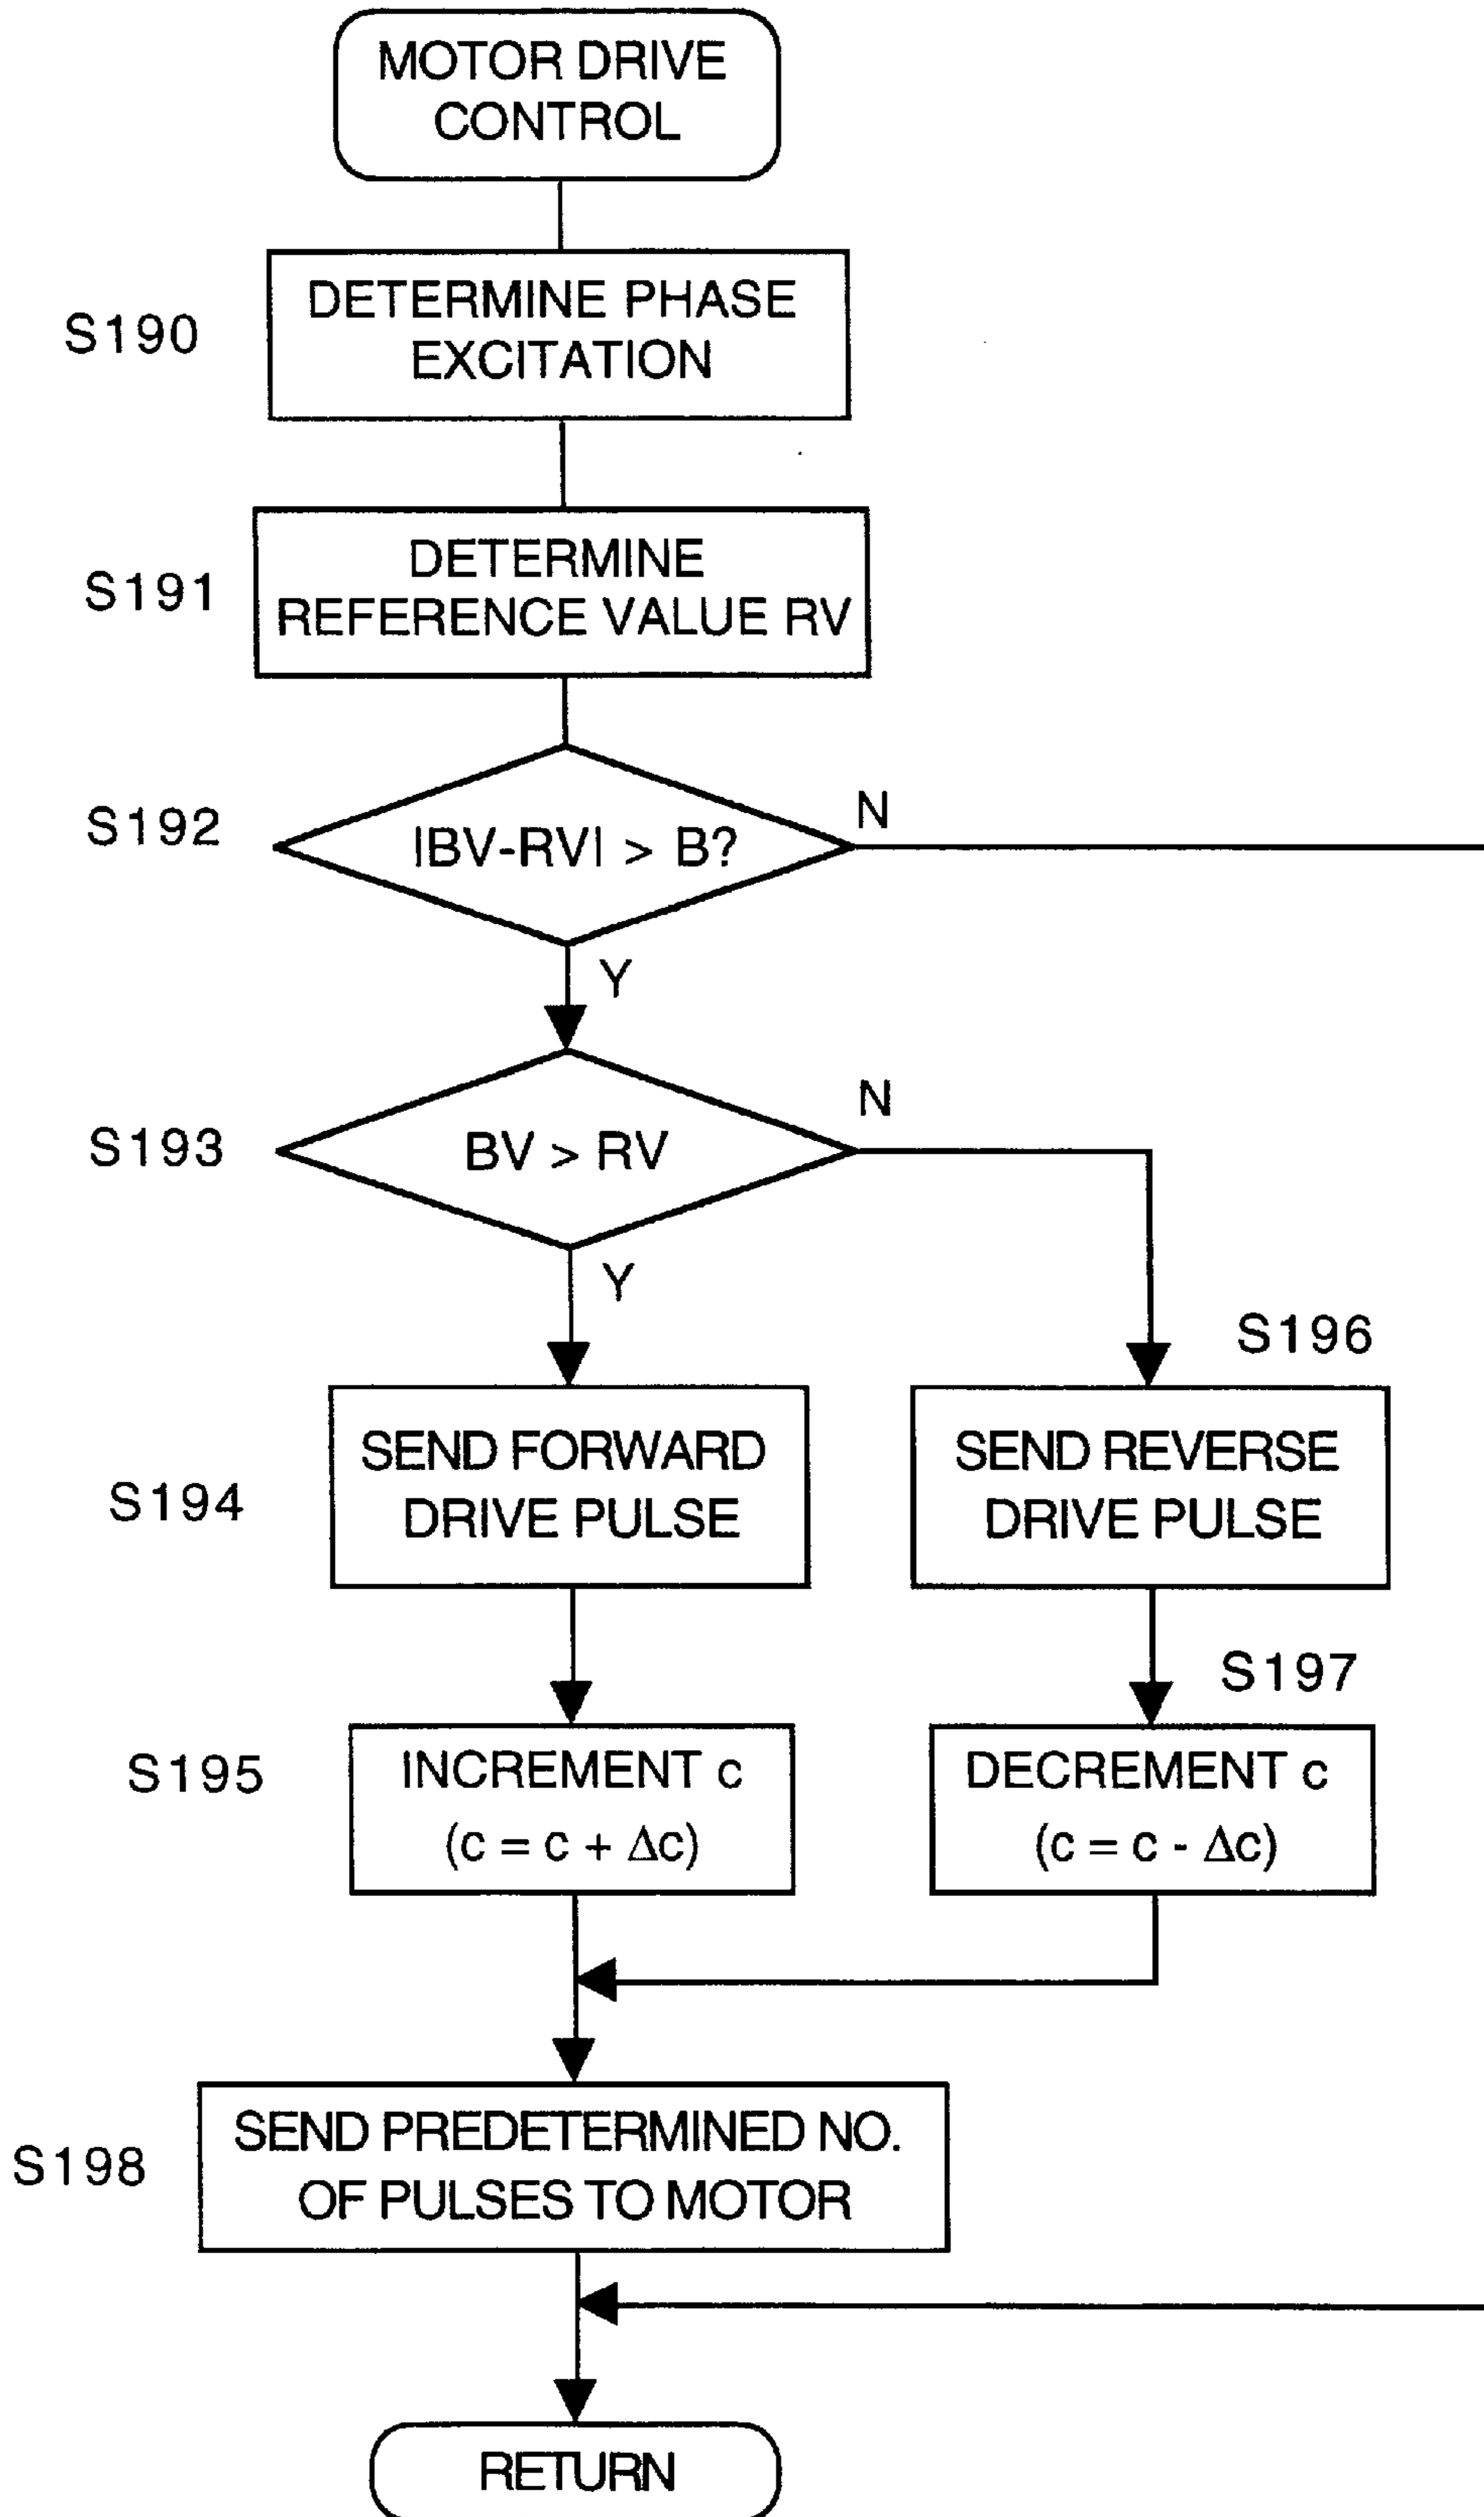 MOTOR DRIVE
CONTROL
S190
DETERMINE PHASE
EXCITATION
S191
DETERMINE
REFERENCE VALUE RV
S192
|BV-RV| > B?
N
Y
S193
BV > RV
N
Y
S196
S194
SEND FORWARD
DRIVE PULSE
SEND REVERSE
DRIVE PULSE
S197
S195
INCREMENT c
(c = c + Δc)
DECREMENT c
(c = c - Δc)
S198
SEND PREDETERMINED NO.
OF PULSES TO MOTOR
RETURN